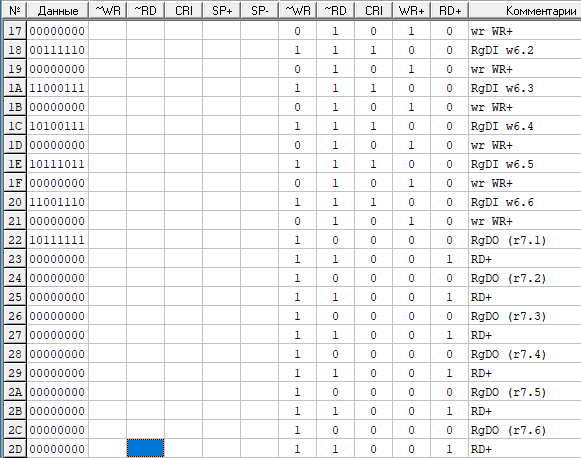 № Данные ~WR ~RD CRI SP+ SP- ~WR ~RD CRI WR+ RD+ Комментарии
17 00000000 0 1 0 1 0 wr WR+
18 00111110 1 1 1 0 0 RgDI w6.2
19 00000000 0 1 0 1 0 wr WR+
1A 11000111 1 1 1 0 0 RgDI w6.3
1B 00000000 0 1 0 1 0 wr WR+
1C 10100111 1 1 1 0 0 RgDI w6.4
1D 00000000 0 1 0 1 0 wr WR+
1E 10111011 1 1 1 0 0 RgDI w6.5
1F 00000000 0 1 0 1 0 wr WR+
20 11001110 1 1 1 0 0 RgDI w6.6
21 00000000 0 1 0 1 0 wr WR+
22 10111111 1 0 0 0 0 RgDO (r7.1)
23 00000000 1 1 0 0 1 RD+
24 00000000 1 0 0 0 0 RgDO (r7.2)
25 00000000 1 1 0 0 1 RD+
26 00000000 1 0 0 0 0 RgDO (r7.3)
27 00000000 1 1 0 0 1 RD+
28 00000000 1 0 0 0 0 RgDO (r7.4)
29 00000000 1 1 0 0 1 RD+
2A 00000000 1 0 0 0 0 RgDO (r7.5)
2B 00000000 1 1 0 0 1 RD+
2C 00000000 1 0 0 0 0 RgDO (r7.6)
2D 00000000 1 1 0 0 1 RD+